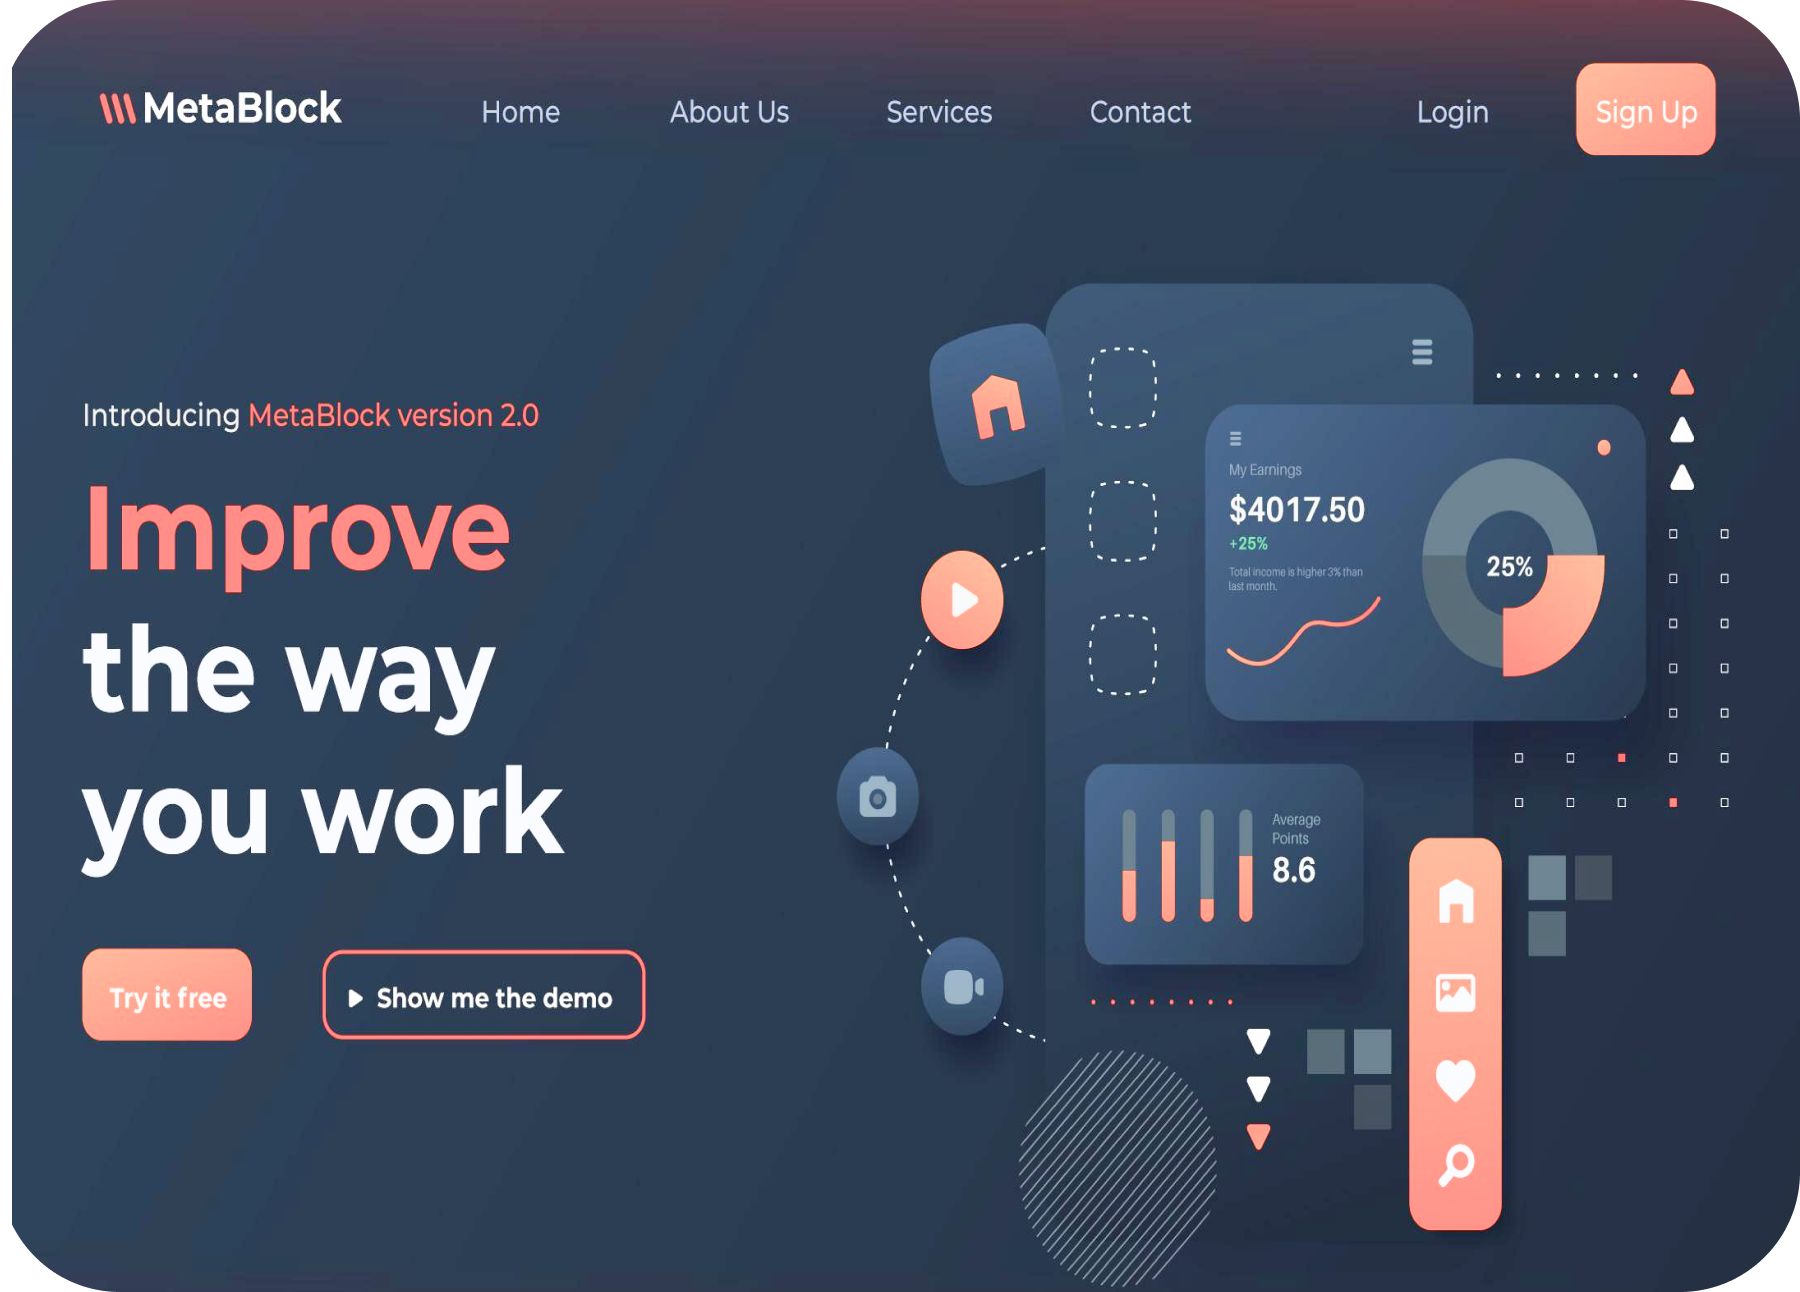 MetaBlock
Home
About Us
Services
Contact
Login
Sign Up
Introducing MetaBlock version 2.0
Improve
the way
you work
Try it free
Show me the demo
My Earnings
$4017.50
+25%
Total income is higher 3% than
last month.
25%
Average
Points
8.6